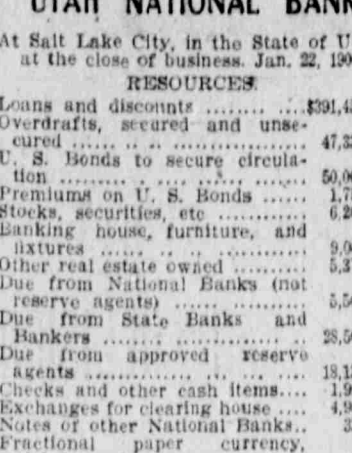 UTAH NATIONAL BANK
At Salt Lake City, in the State of U
at the close of business. Jan. 22, 190
RESOURCES.
Loans and discounts ..............$391,4
Overdrafts, secured and unse-
cured ...... .. .. ................ 47,3
U. S. Bonds to secure circula-
tion ........ . .... .. .. ....... 50,0
Premiums on U. S. Bonds ...... 1,7
Stocks, securities, etc ............ 6,2
Banking house, furniture, and
fixtures ...... .. .. ............. 9,0
Other real estate owned .......... 5,3
Due from National Banks (not
reserve agents) .... .............. 5,5
Due from State Banks and
Bankers ........ ................. 28,5
Due from approved reserve
agents ............... .. ... .... 18,1
Checks and other cash items.... 1,9
Exchanges for clearing house .... 4,9
Notes of other National Banks.. 3
Fractional paper currency,